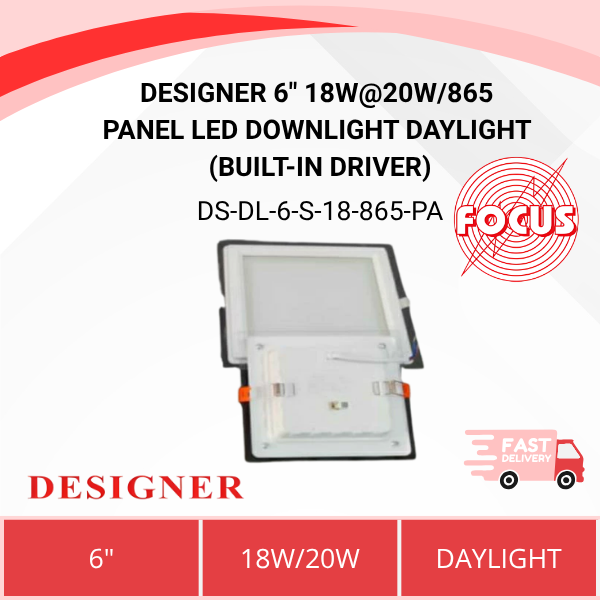 DESIGNER 6" 18W@20W/865
PANEL LED DOWNLIGHT DAYLIGHT
(BUILT-IN DRIVER)
DS-DL-6-S-18-865-PA
FOCUS
FAST
DELIVERY
DESIGNER
6"
18W/20W
DAYLIGHT